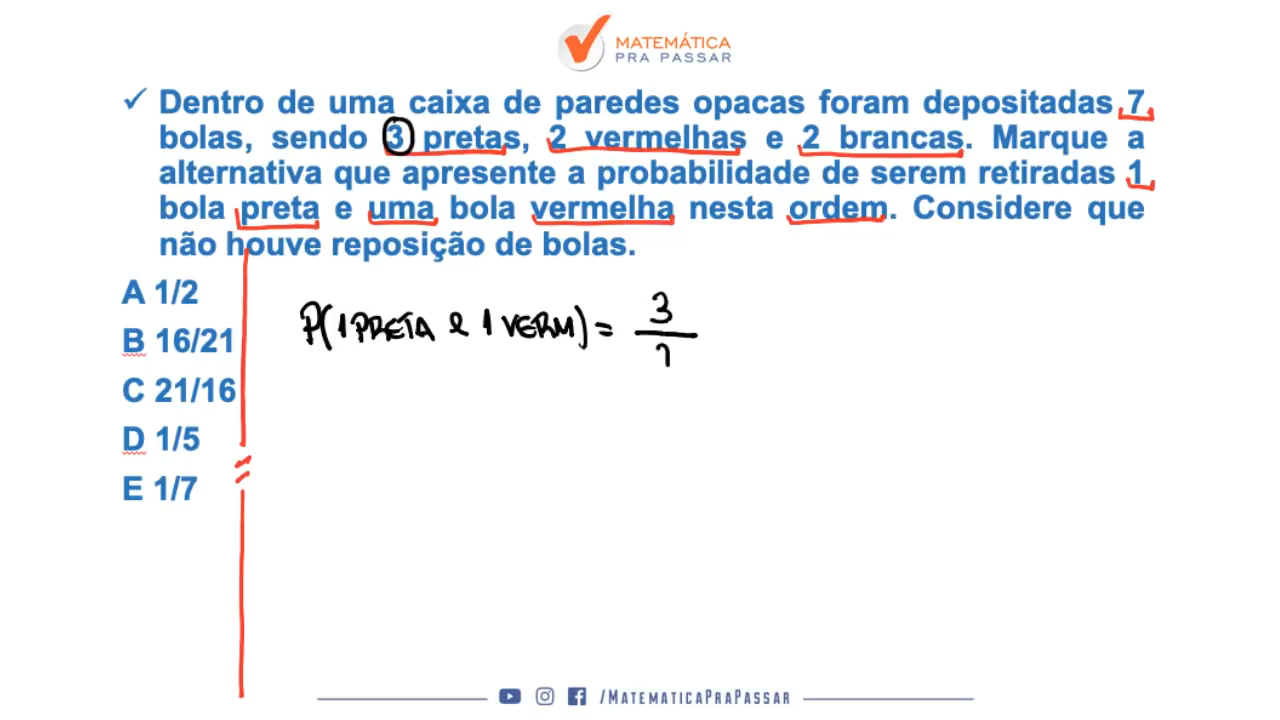 MATEMÁTICA
PRA PASSAR
✓ Dentro de uma caixa de paredes opacas foram depositadas 7
bolas, sendo 3 pretas, 2 vermelhas e 2 brancas. Marque a
alternativa que apresente a probabilidade de serem retiradas 1
bola preta e uma bola vermelha nesta ordem. Considere que
não houve reposição de bolas.
A 1/2
B 16/21
C 21/16
D 1/5
E 1/7
P(1 PRETA e 1 VERM) = 3
/MATEMATICAPRAPASSAR